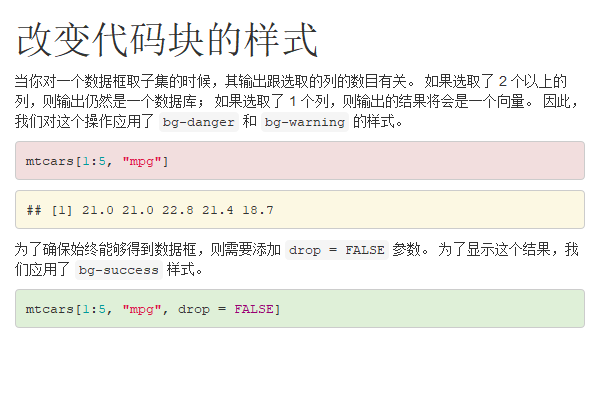 改变代码块的样式
当你对一个数据框取子集的时候，其输出跟选取的列的数目有关。 如果选取了 2 个以上的
列，则输出仍然是一个数据库； 如果选取了 1 个列，则输出的结果将会是一个向量。 因此，
我们对这个操作应用了 bg-danger 和 bg-warning 的样式。
mtcars[1:5, "mpg"]
## [1] 21.0 21.0 22.8 21.4 18.7
为了确保始终能够得到数据框，则需要添加 drop = FALSE 参数。 为了显示这个结果，我
们应用了 bg-success 样式。
mtcars[1:5, "mpg", drop = FALSE]